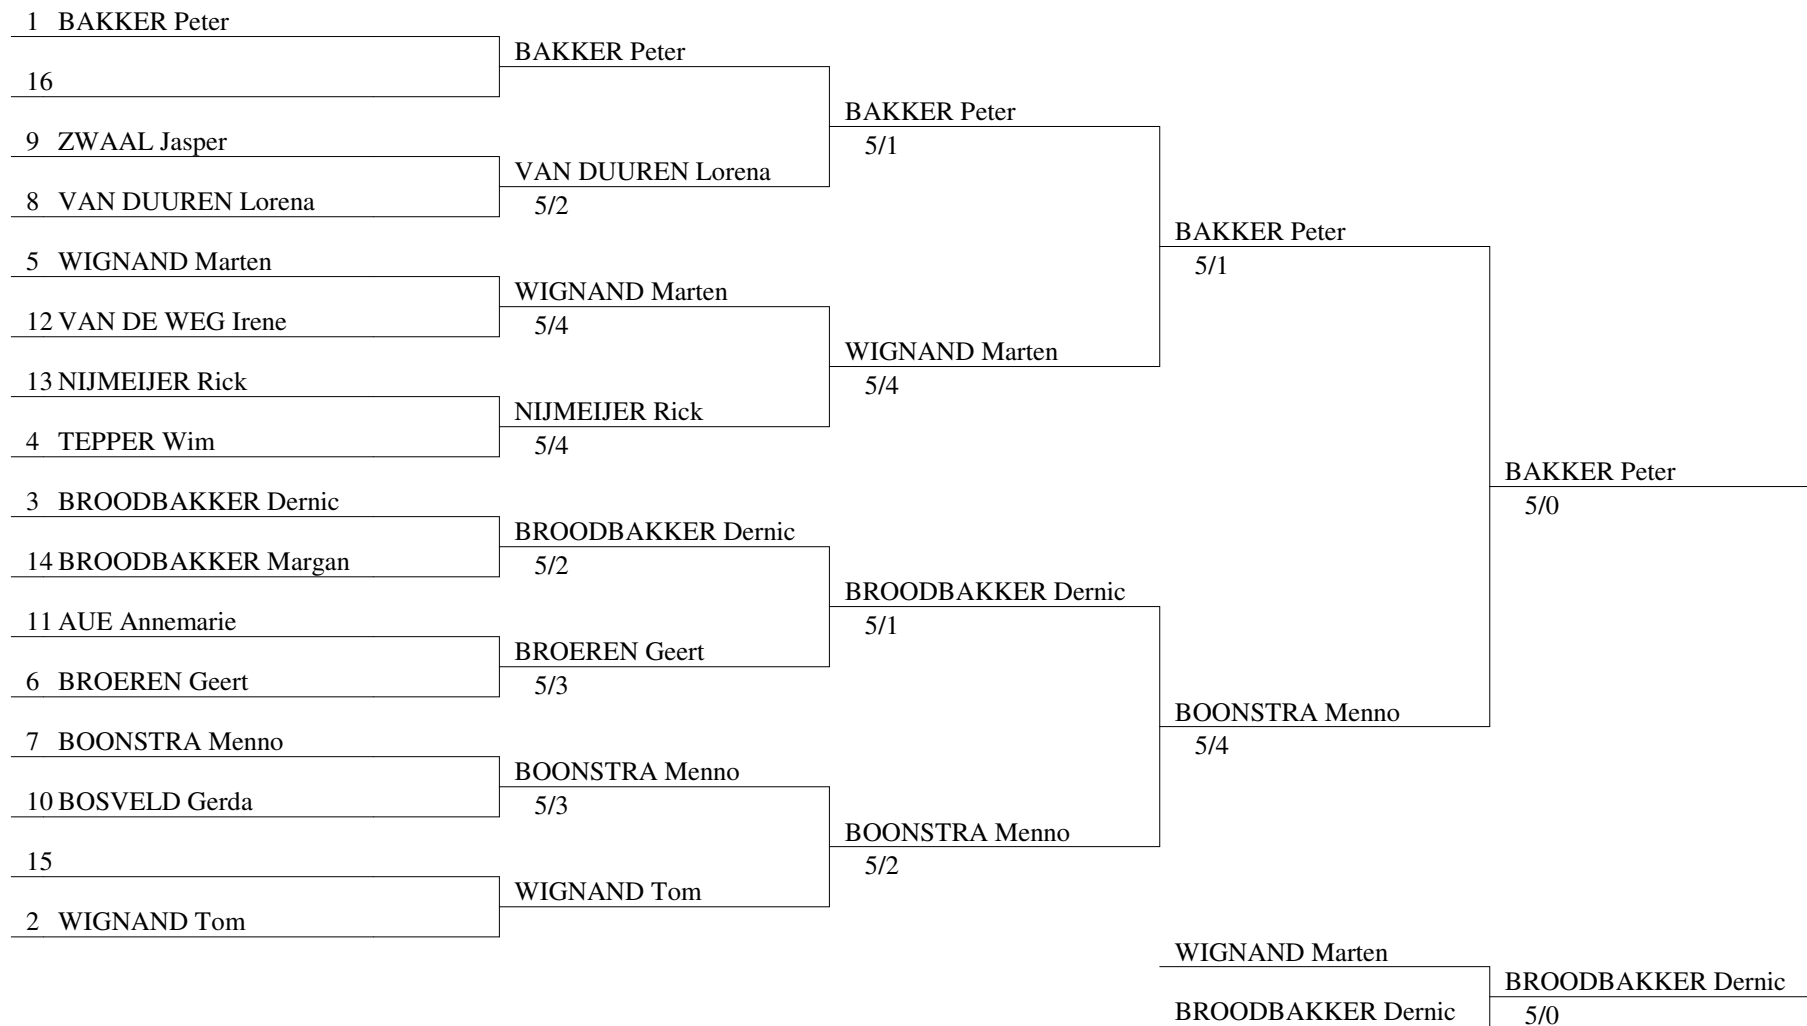 1 BAKKER Peter
16
9 ZWAAL Jasper
8 VAN DUUREN Lorena
5 WIGNAND Marten
12 VAN DE WEG Irene
13 NIJMEIJER Rick
4 TEPPER Wim
3 BROODBAKKER Dernic
14 BROODBAKKER Margan
11 AUE Annemarie
6 BROEREN Geert
7 BOONSTRA Menno
10 BOSVELD Gerda
15
2 WIGNAND Tom
BAKKER Peter
VAN DUUREN Lorena
5/2
WIGNAND Marten
5/4
NIJMEIJER Rick
5/4
BROODBAKKER Dernic
5/2
BROEREN Geert
5/3
BOONSTRA Menno
5/3
WIGNAND Tom
BAKKER Peter
5/1
WIGNAND Marten
5/4
BROODBAKKER Dernic
5/1
BOONSTRA Menno
5/2
BAKKER Peter
5/1
BOONSTRA Menno
5/4
BAKKER Peter
5/0
WIGNAND Marten
BROODBAKKER Dernic
BROODBAKKER Dernic
5/0